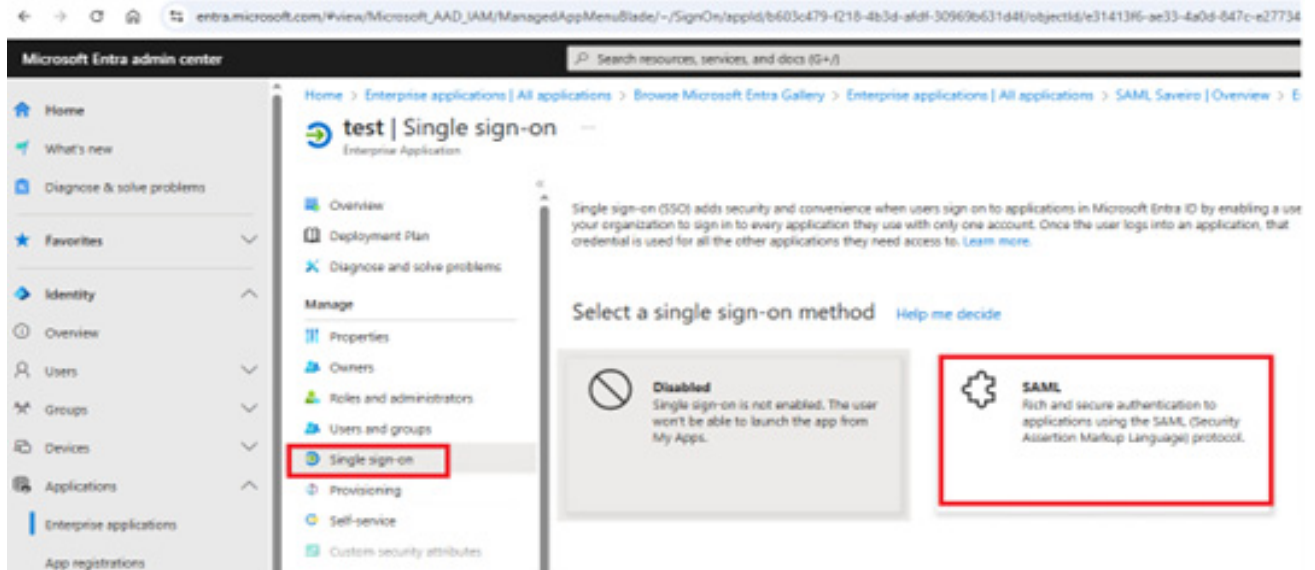 entra.microsoft.com/#view/Microsoft_AAD_IAM/ManagedAppMenuBlade/~/SignOn/appId/b603c479-f218-4b3d-afdf-30969b631d4f/objectId/e31413f6-ae33-4a0d-847c-e27734
Microsoft Entra admin center
Search resources, services, and docs (G+/)
Home > Enterprise applications | All applications > Browse Microsoft Entra Gallery > Enterprise applications | All applications > SAML Saveiro | Overview > E
Home
What's new
Diagnose & solve problems
Favorites
Identity
Overview
Users
Groups
Devices
Applications
Enterprise applications
App registrations
test | Single sign-on
Enterprise Application
Overview
Deployment Plan
Diagnose and solve problems
Manage
Properties
Owners
Roles and administrators
Users and groups
Single sign-on
Provisioning
Self-service
Custom security attributes
Single sign-on (SSO) adds security and convenience when users sign on to applications in Microsoft Entra ID by enabling a use
your organization to sign in to every application they use with only one account. Once the user logs into an application, that
credential is used for all the other applications they need access to. Learn more.
Select a single sign-on method Help me decide
Disabled
Single sign-on is not enabled. The user
won't be able to launch the app from
My Apps.
SAML
Rich and secure authentication to
applications using the SAML (Security
Assertion Markup Language) protocol.